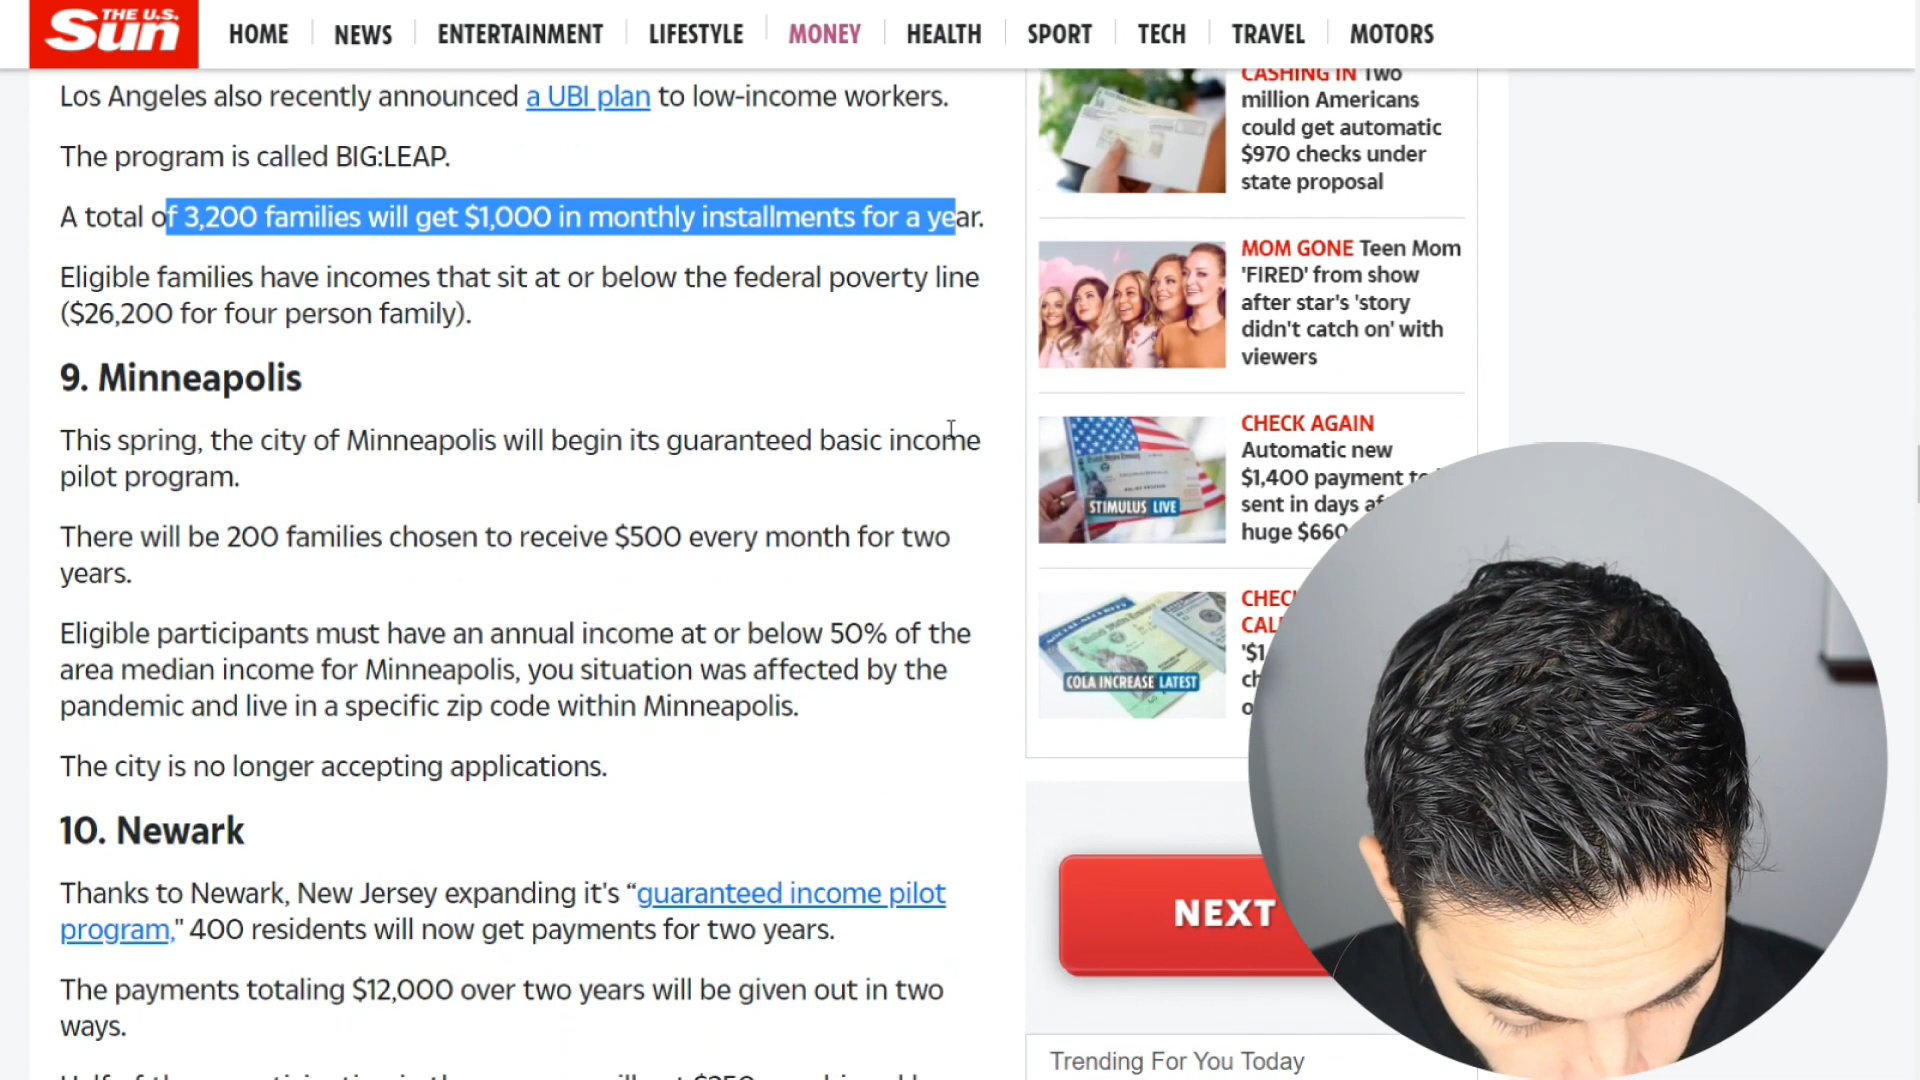 THE U.S.
Sun
HOME
NEWS
ENTERTAINMENT
LIFESTYLE
MONEY
HEALTH
SPORT
TECH
TRAVEL
MOTORS
Los Angeles also recently announced a UBI plan to low-income workers.
The program is called BIG:LEAP.
A total of 3,200 families will get $1,000 in monthly installments for a year.
Eligible families have incomes that sit at or below the federal poverty line
($26,200 for four person family).
9. Minneapolis
This spring, the city of Minneapolis will begin its guaranteed basic income
pilot program.
There will be 200 families chosen to receive $500 every month for two
years.
Eligible participants must have an annual income at or below 50% of the
area median income for Minneapolis, you situation was affected by the
pandemic and live in a specific zip code within Minneapolis.
The city is no longer accepting applications.
10. Newark
Thanks to Newark, New Jersey expanding it's “guaranteed income pilot
program," 400 residents will now get payments for two years.
The payments totaling $12,000 over two years will be given out in two
ways.
CASHING IN Two
million Americans
could get automatic
$970 checks under
state proposal
MOM GONE Teen Mom
'FIRED' from show
after star's 'story
didn't catch on' with
viewers
CHECK AGAIN
Automatic new
$1,400 payment
sent in days
huge
STIMULUS LIVE
COLA INCREASE LATEST
NEXT
Trending For You Today